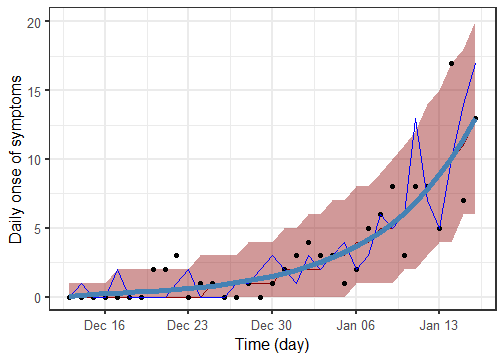 Daily onse of symptoms
20
15
10
5
0
Dec 16
Dec 23
Dec 30
Jan 06
Jan 13
Time (day)